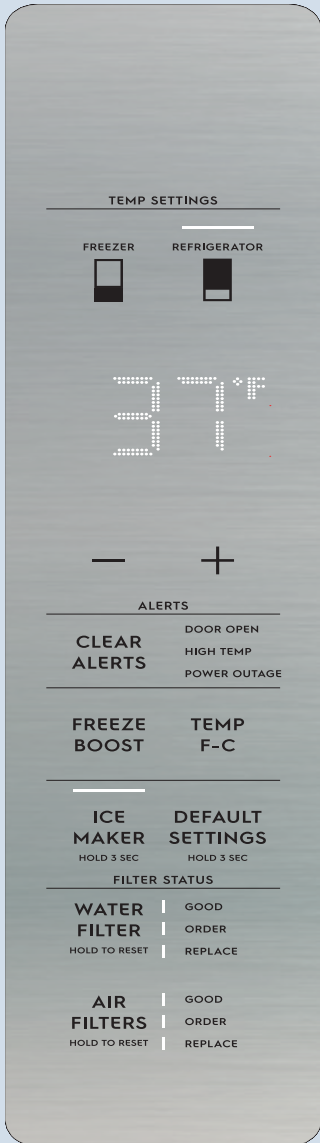 TEMP SETTINGS
FREEZER REFRIGERATOR
37°F
− +
ALERTS
CLEAR ALERTS
DOOR OPEN
HIGH TEMP
POWER OUTAGE
FREEZE BOOST
TEMP F-C
ICE MAKER
HOLD 3 SEC
DEFAULT SETTINGS
HOLD 3 SEC
FILTER STATUS
WATER FILTER
HOLD TO RESET
GOOD
ORDER
REPLACE
AIR FILTERS
HOLD TO RESET
GOOD
ORDER
REPLACE